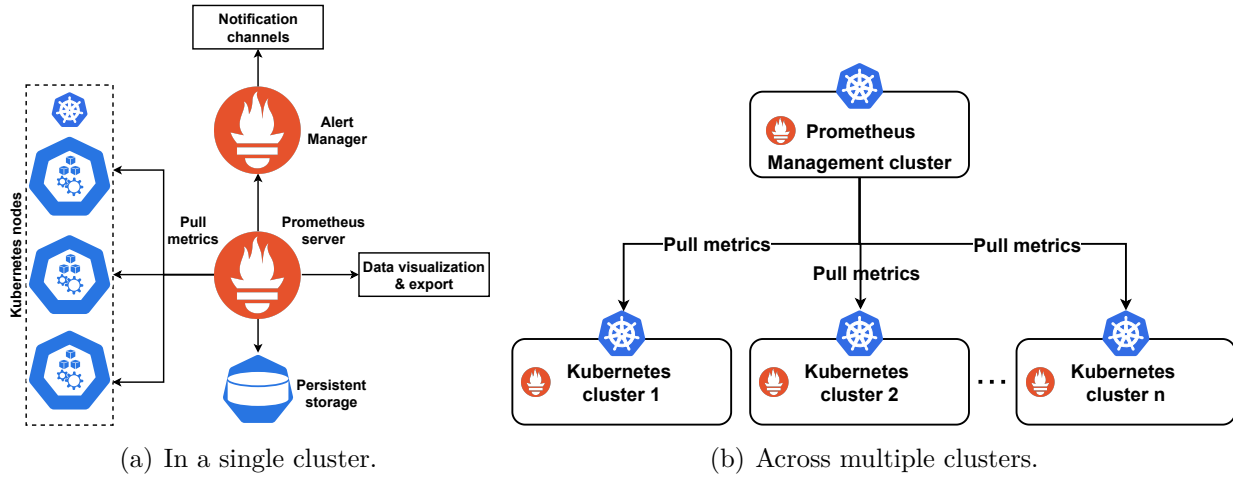 Notification
channels
Alert
Manager
Kubernetes nodes
Pull
metrics
Prometheus
server
Data visualization
& export
Persistent
storage
(a) In a single cluster.
Prometheus
Management cluster
Pull metrics
Pull metrics
Pull metrics
Kubernetes
cluster 1
Kubernetes
cluster 2
...
Kubernetes
cluster n
(b) Across multiple clusters.